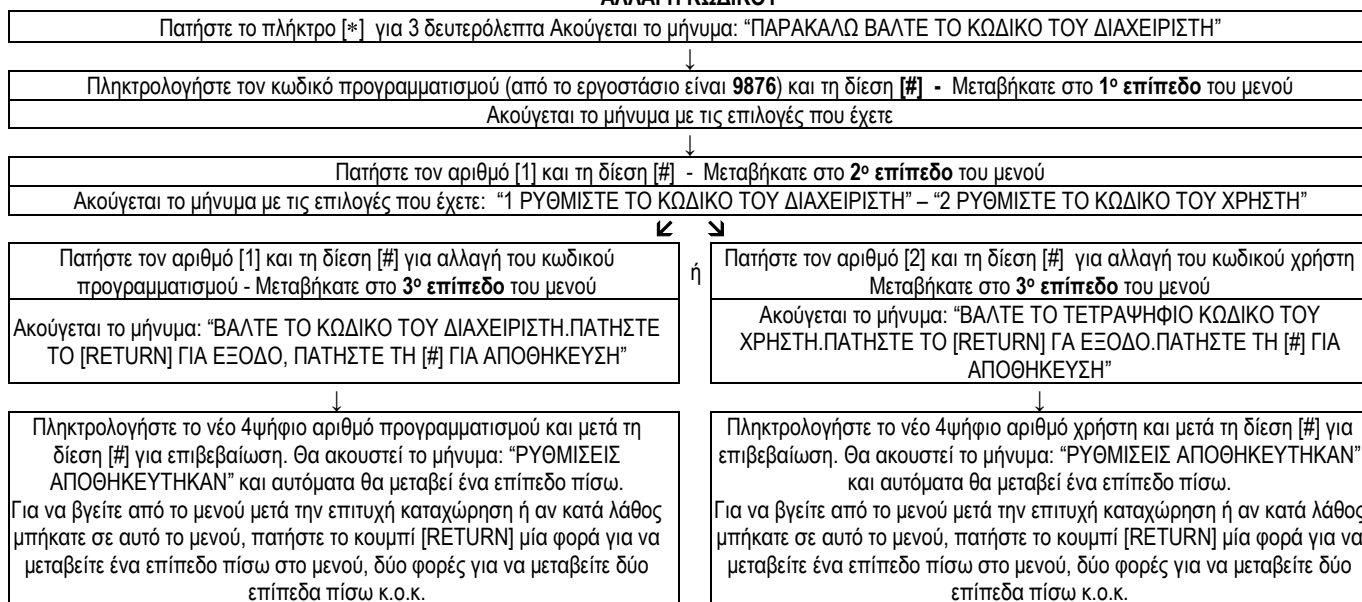 ΑΛΛΑΓΗ ΚΩΔΙΚΟΥ
Πατήστε το πλήκτρο [*] για 3 δευτερόλεπτα Ακούγεται το μήνυμα: “ΠΑΡΑΚΑΛΩ ΒΑΛΤΕ ΤΟ ΚΩΔΙΚΟ ΤΟΥ ΔΙΑΧΕΙΡΙΣΤΗ”
↓
Πληκτρολογήστε τον κωδικό προγραμματισμού (από το εργοστάσιο είναι 9876) και τη δίεση [#] - Μεταβήκατε στο 1ο επίπεδο του μενού
Ακούγεται το μήνυμα με τις επιλογές που έχετε
↓
Πατήστε τον αριθμό [1] και τη δίεση [#] - Μεταβήκατε στο 2ο επίπεδο του μενού
Ακούγεται το μήνυμα με τις επιλογές που έχετε: “1 ΡΥΘΜΙΣΤΕ ΤΟ ΚΩΔΙΚΟ ΤΟΥ ΔΙΑΧΕΙΡΙΣΤΗ” – “2 ΡΥΘΜΙΣΤΕ ΤΟ ΚΩΔΙΚΟ ΤΟΥ ΧΡΗΣΤΗ”
🡿 🡾
Πατήστε τον αριθμό [1] και τη δίεση [#] για αλλαγή του κωδικού
προγραμματισμού - Μεταβήκατε στο 3ο επίπεδο του μενού
Ακούγεται το μήνυμα: “ΒΑΛΤΕ ΤΟ ΚΩΔΙΚΟ ΤΟΥ ΔΙΑΧΕΙΡΙΣΤΗ.ΠΑΤΗΣΤΕ
ΤΟ [RETURN] ΓΙΑ ΕΞΟΔΟ, ΠΑΤΗΣΤΕ ΤΗ [#] ΓΙΑ ΑΠΟΘΗΚΕΥΣΗ”
↓
Πληκτρολογήστε το νέο 4ψήφιο αριθμό προγραμματισμού και μετά τη
δίεση [#] για επιβεβαίωση. Θα ακουστεί το μήνυμα: “ΡΥΘΜΙΣΕΙΣ
ΑΠΟΘΗΚΕΥΤΗΚΑΝ” και αυτόματα θα μεταβεί ένα επίπεδο πίσω.
Για να βγείτε από το μενού μετά την επιτυχή καταχώρηση ή αν κατά λάθος
μπήκατε σε αυτό το μενού, πατήστε το κουμπί [RETURN] μία φορά για να
μεταβείτε ένα επίπεδο πίσω στο μενού, δύο φορές για να μεταβείτε δύο
επίπεδα πίσω κ.ο.κ.
ή
Πατήστε τον αριθμό [2] και τη δίεση [#] για αλλαγή του κωδικού χρήστη
Μεταβήκατε στο 3ο επίπεδο του μενού
Ακούγεται το μήνυμα: “ΒΑΛΤΕ ΤΟ ΤΕΤΡΑΨΗΦΙΟ ΚΩΔΙΚΟ ΤΟΥ
ΧΡΗΣΤΗ.ΠΑΤΗΣΤΕ ΤΟ [RETURN] ΓΑ ΕΞΟΔΟ.ΠΑΤΗΣΤΕ ΤΗ [#] ΓΙΑ
ΑΠΟΘΗΚΕΥΣΗ”
↓
Πληκτρολογήστε το νέο 4ψήφιο αριθμό χρήστη και μετά τη δίεση [#] για
επιβεβαίωση. Θα ακουστεί το μήνυμα: “ΡΥΘΜΙΣΕΙΣ ΑΠΟΘΗΚΕΥΤΗΚΑΝ”
και αυτόματα θα μεταβεί ένα επίπεδο πίσω.
Για να βγείτε από το μενού μετά την επιτυχή καταχώρηση ή αν κατά λάθος
μπήκατε σε αυτό το μενού, πατήστε το κουμπί [RETURN] μία φορά για να
μεταβείτε ένα επίπεδο πίσω στο μενού, δύο φορές για να μεταβείτε δύο
επίπεδα πίσω κ.ο.κ.